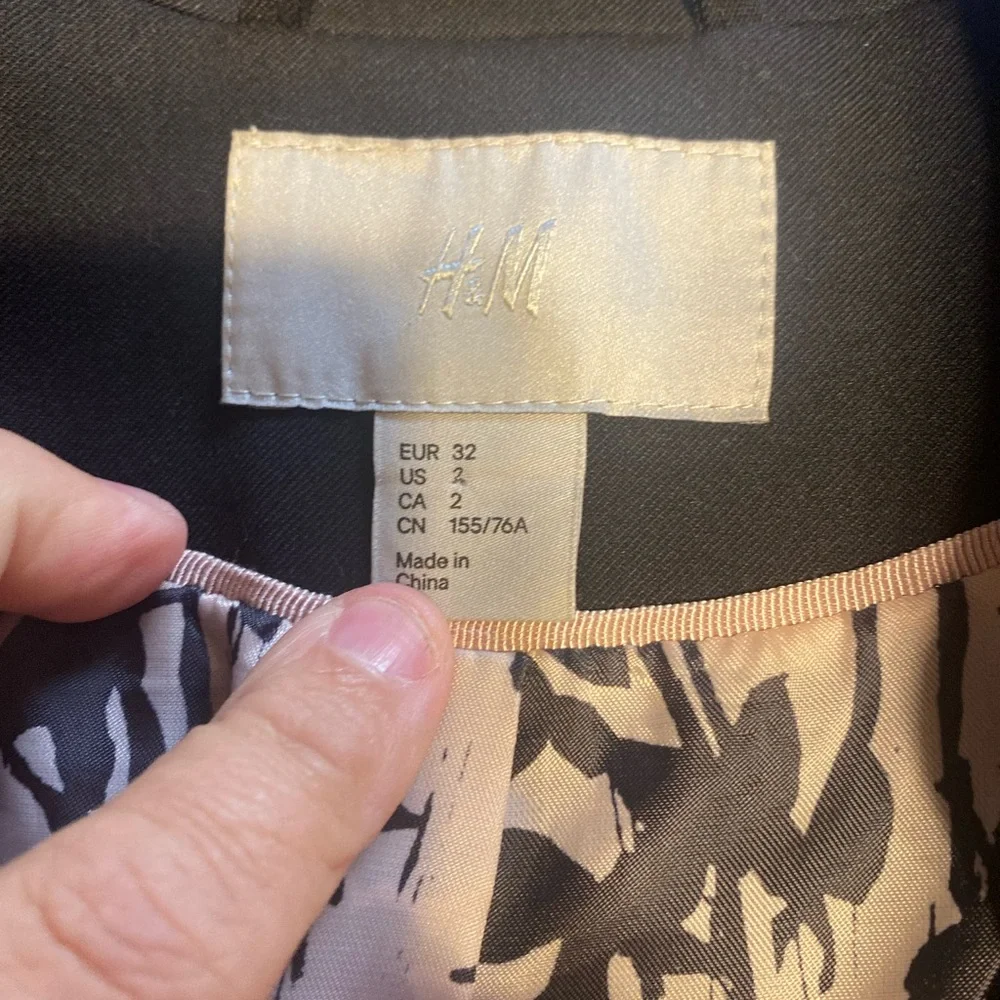 H&M
EUR 32
US 2
CA 2
CN 155/76A
Made in
China